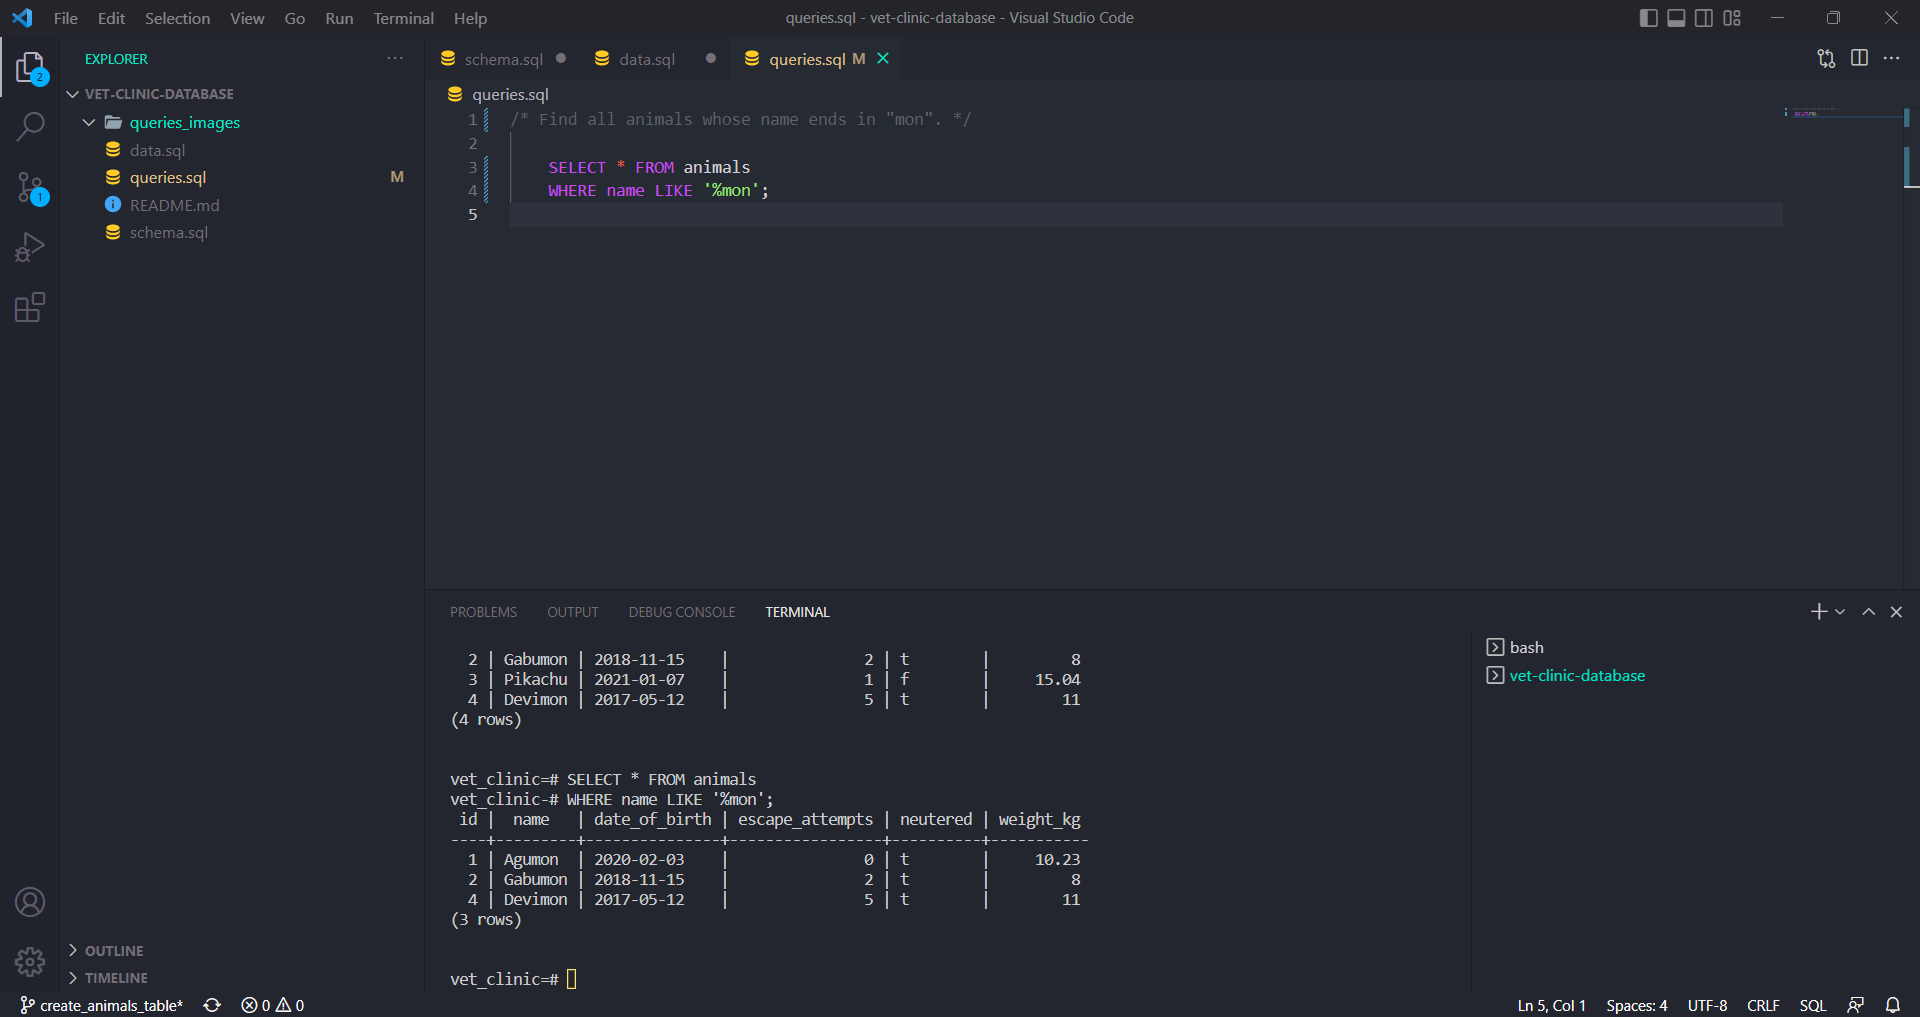 File Edit Selection View Go Run Terminal Help
queries.sql - vet-clinic-database - Visual Studio Code
EXPLORER
VET-CLINIC-DATABASE
queries_images
data.sql
queries.sql M
README.md
schema.sql
OUTLINE
TIMELINE
2
1
schema.sql data.sql queries.sql M
queries.sql
1 /* Find all animals whose name ends in "mon". */
2
3 SELECT * FROM animals
4 WHERE name LIKE '%mon';
5
PROBLEMS OUTPUT DEBUG CONSOLE TERMINAL
2 | Gabumon | 2018-11-15 | 2 | t | 8
3 | Pikachu | 2021-01-07 | 1 | f | 15.04
4 | Devimon | 2017-05-12 | 5 | t | 11
(4 rows)
vet_clinic=# SELECT * FROM animals
vet_clinic-# WHERE name LIKE '%mon';
id | name | date_of_birth | escape_attempts | neutered | weight_kg
----+---------+---------------+-----------------+----------+-----------
1 | Agumon | 2020-02-03 | 0 | t | 10.23
2 | Gabumon | 2018-11-15 | 2 | t | 8
4 | Devimon | 2017-05-12 | 5 | t | 11
(3 rows)
vet_clinic=#
bash
vet-clinic-database
create_animals_table* 0 0
Ln 5, Col 1 Spaces: 4 UTF-8 CRLF SQL